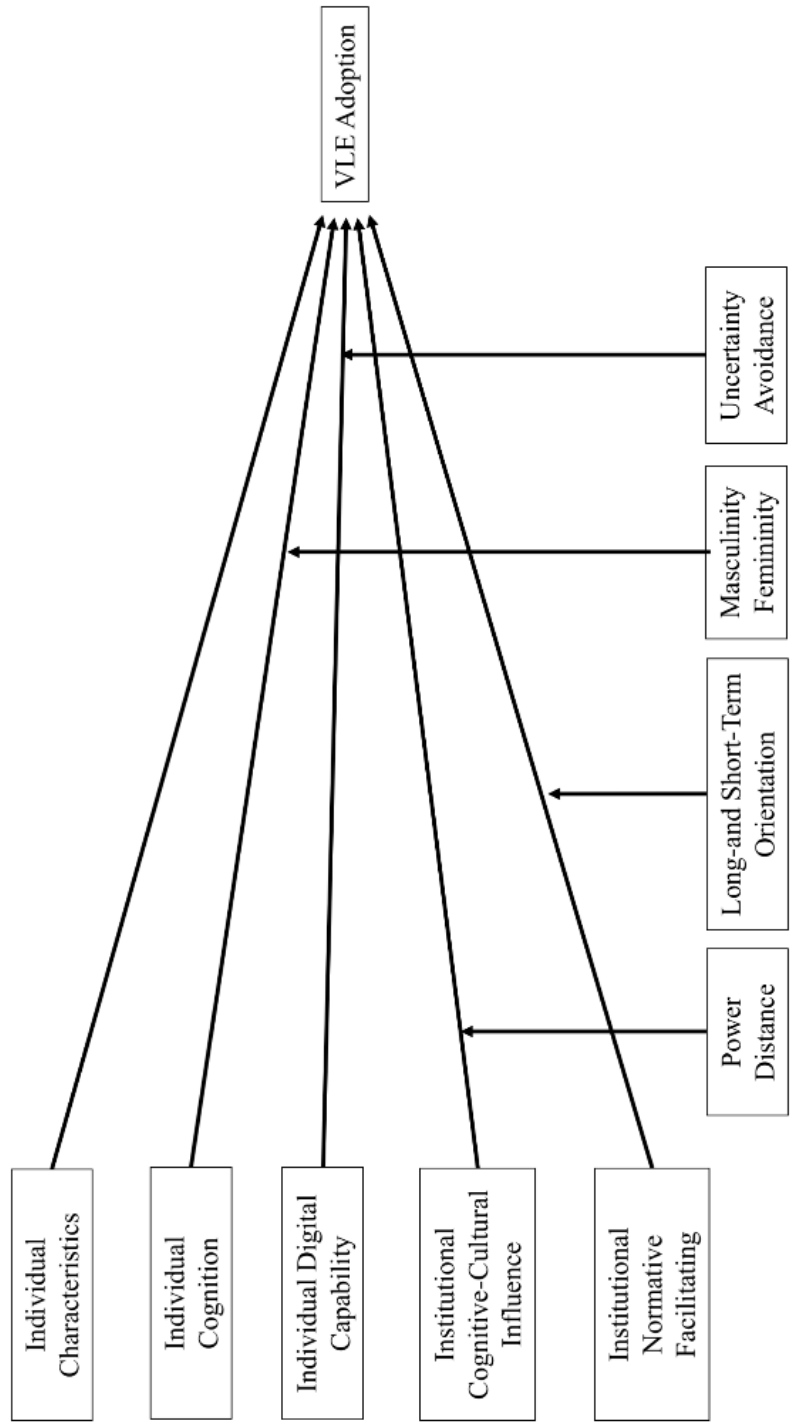 Individual
Characteristics
Individual
Cognition
Individual Digital
Capability
Institutional
Cognitive-Cultural
Influence
Institutional
Normative
Facilitating
VLE Adoption
Power
Distance
Long-and Short-Term
Orientation
Masculinity
Femininity
Uncertainty
Avoidance